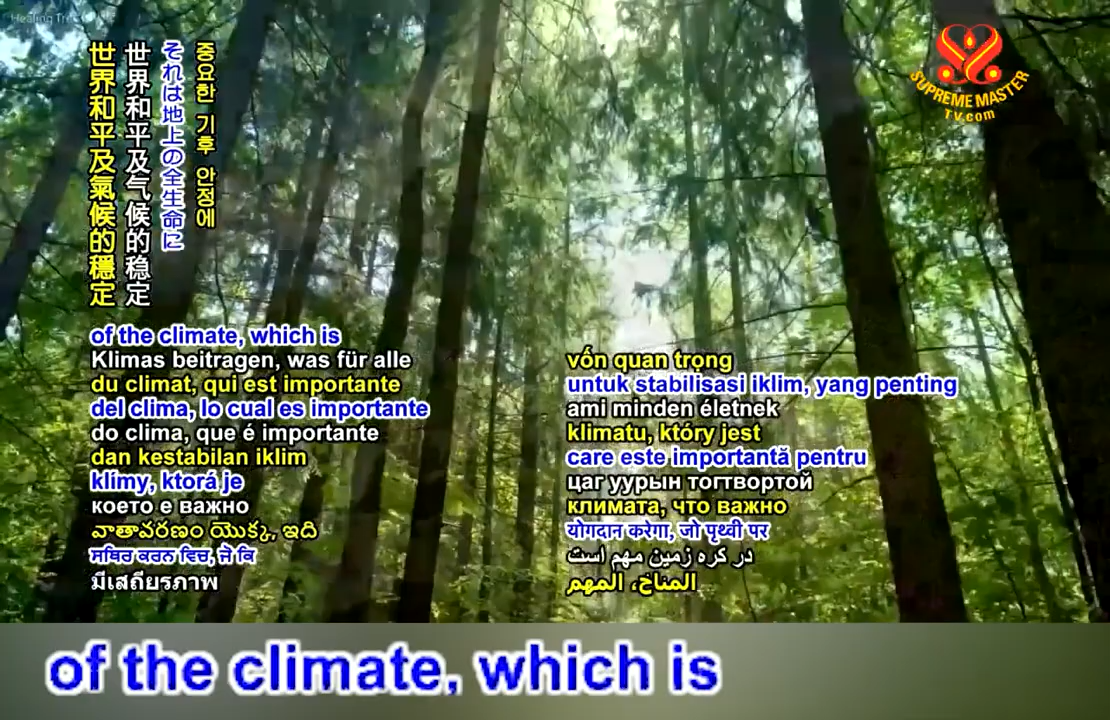 Healing Tree
SUPREME MASTER
TV.com
중요한 기후 안정에
それは地上の全生命に
世界和平及气候的稳定
世界和平及氣候的穩定
of the climate, which is
Klimas beitragen, was für alle
du climat, qui est importante
del clima, lo cual es importante
do clima, que é importante
dan kestabilan iklim
klímy, ktorá je
което е важно
వాతావరణం యొక్క, ఇది
ਸਥਿਰ ਕਰਨ ਵਿਚ, ਜੋ ਕਿ
มีเสถียรภาพ
vốn quan trọng
untuk stabilisasi iklim, yang penting
ami minden életnek
klimatu, który jest
care este importantă pentru
цаг уурын тогтвортой
климата, что важно
योगदान करेगा, जो पृथ्वी पर
در کره زمین مهم است
المناخ، المهم
of the climate, which is